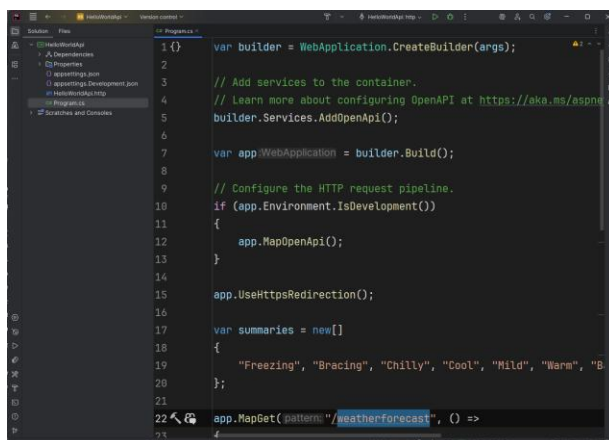 HelloWorldApi
Version control
HelloWorldApi: http
Solution Files
Program.cs
HelloWorldApi
Dependencies
Properties
appsettings.json
appsettings.Development.json
HelloWorldApi.http
Program.cs
Scratches and Consoles
2
1 {} var builder = WebApplication.CreateBuilder(args);
2
3 // Add services to the container.
4 // Learn more about configuring OpenAPI at https://aka.ms/aspne
5 builder.Services.AddOpenApi();
6
7 var app :WebApplication = builder.Build();
8
9 // Configure the HTTP request pipeline.
10 if (app.Environment.IsDevelopment())
11 {
12 app.MapOpenApi();
13 }
14
15 app.UseHttpsRedirection();
16
17 var summaries = new[]
18 {
19 "Freezing", "Bracing", "Chilly", "Cool", "Mild", "Warm", "B
20 };
21
22 app.MapGet( pattern: "/weatherforecast", () =>
23 {